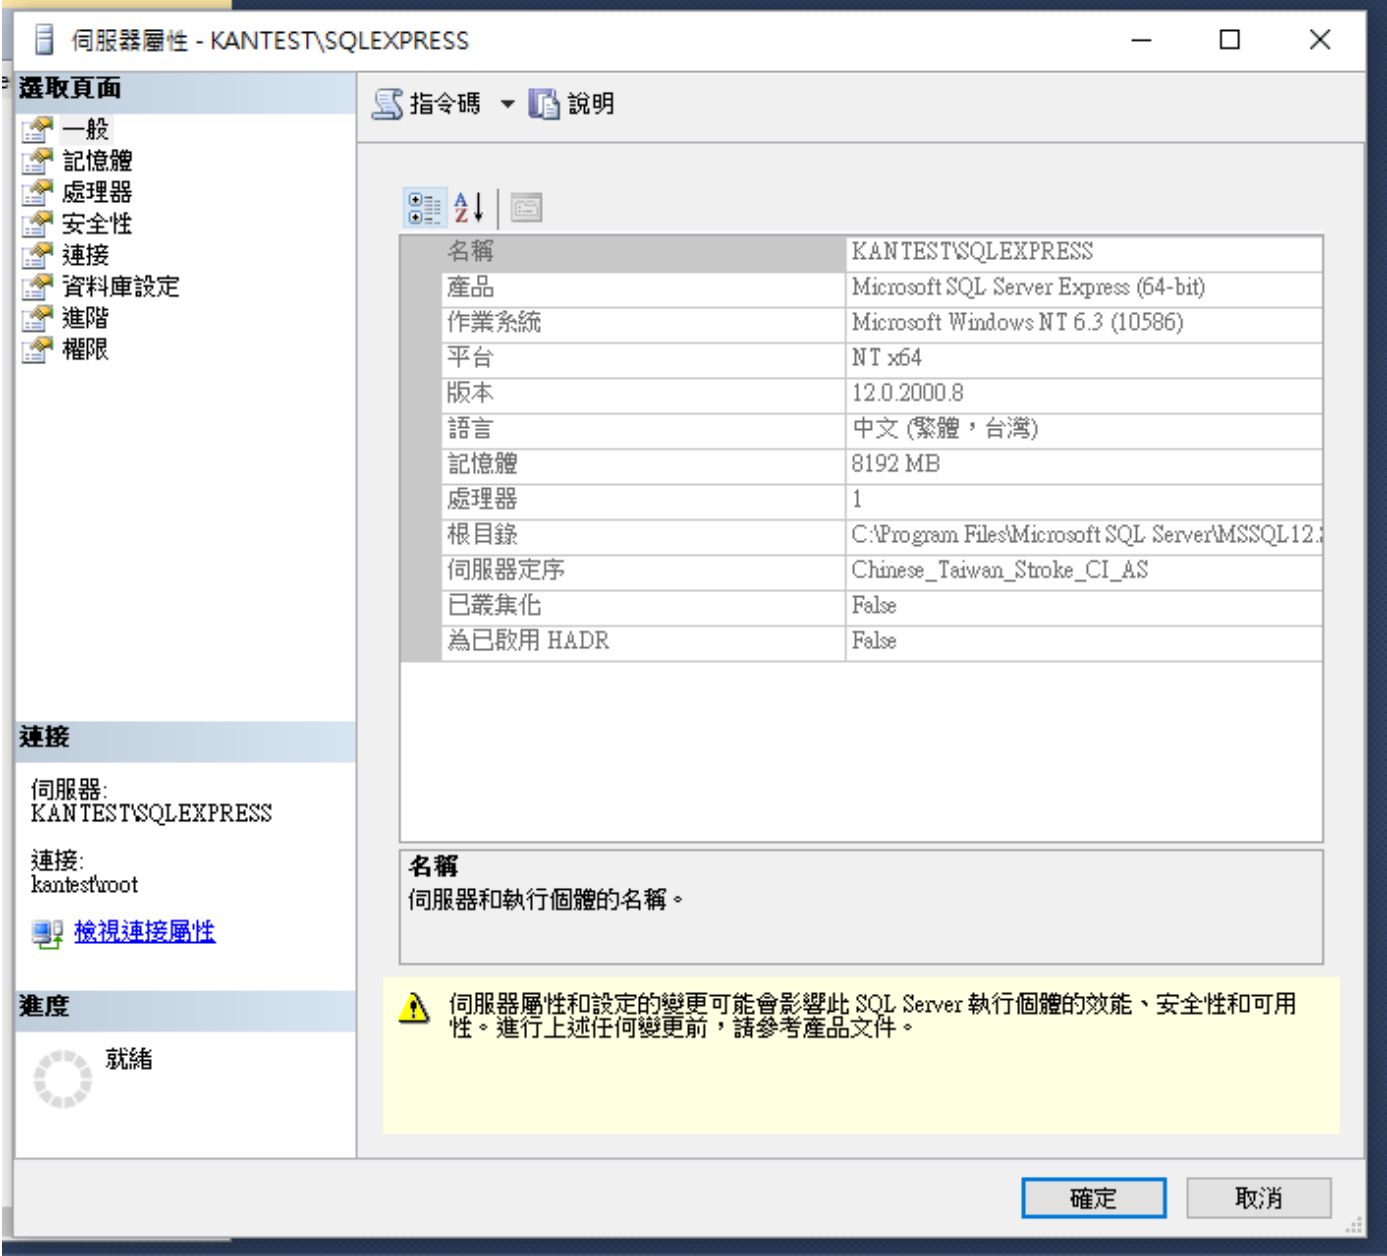 伺服器屬性 - KANTEST\SQLEXPRESS
選取頁面
一般
記憶體
處理器
安全性
連接
資料庫設定
進階
權限
指令碼
說明
名稱 KANTEST\SQLEXPRESS
產品 Microsoft SQL Server Express (64-bit)
作業系統 Microsoft Windows NT 6.3 (10586)
平台 NT x64
版本 12.0.2000.8
語言 中文 (繁體，台灣)
記憶體 8192 MB
處理器 1
根目錄 C:\Program Files\Microsoft SQL Server\MSSQL12.
伺服器定序 Chinese_Taiwan_Stroke_CI_AS
已叢集化 False
為已啟用 HADR False
連接
伺服器:
KANTEST\SQLEXPRESS
連接:
kantest\root
檢視連接屬性
進度
就緒
名稱
伺服器和執行個體的名稱。
伺服器屬性和設定的變更可能會影響此 SQL Server 執行個體的效能、安全性和可用
性。進行上述任何變更前，請參考產品文件。
確定
取消